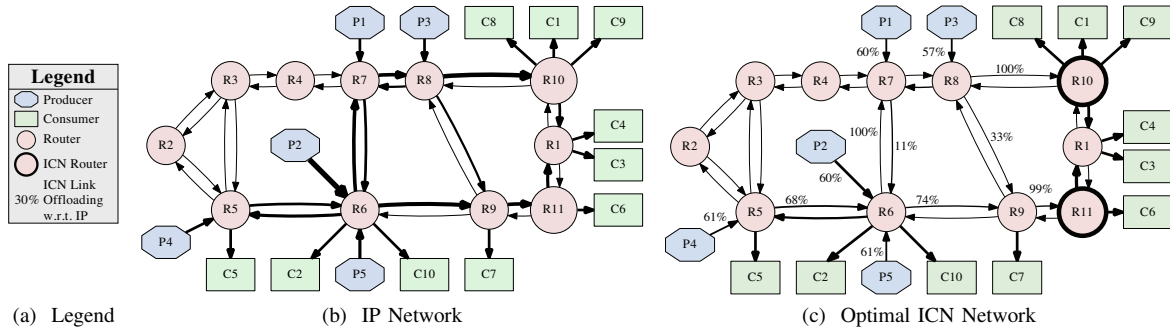 Legend
Producer
Consumer
Router
ICN Router
ICN Link
30% Offloading
w.r.t. IP
(a) Legend
P1
P3
C8
C1
C9
R3
R4
R7
R8
R10
R2
P2
R1
C4
C3
R5
R6
R9
R11
C6
P4
C5
C2
P5
C10
C7
(b) IP Network
P1
P3
C8
C1
C9
60%
57%
R3
R4
R7
R8
100%
R10
R2
P2
100%
11%
33%
R1
C4
C3
60%
R5
68%
R6
74%
R9
99%
R11
C6
P4
61%
61%
C5
C2
P5
C10
C7
(c) Optimal ICN Network